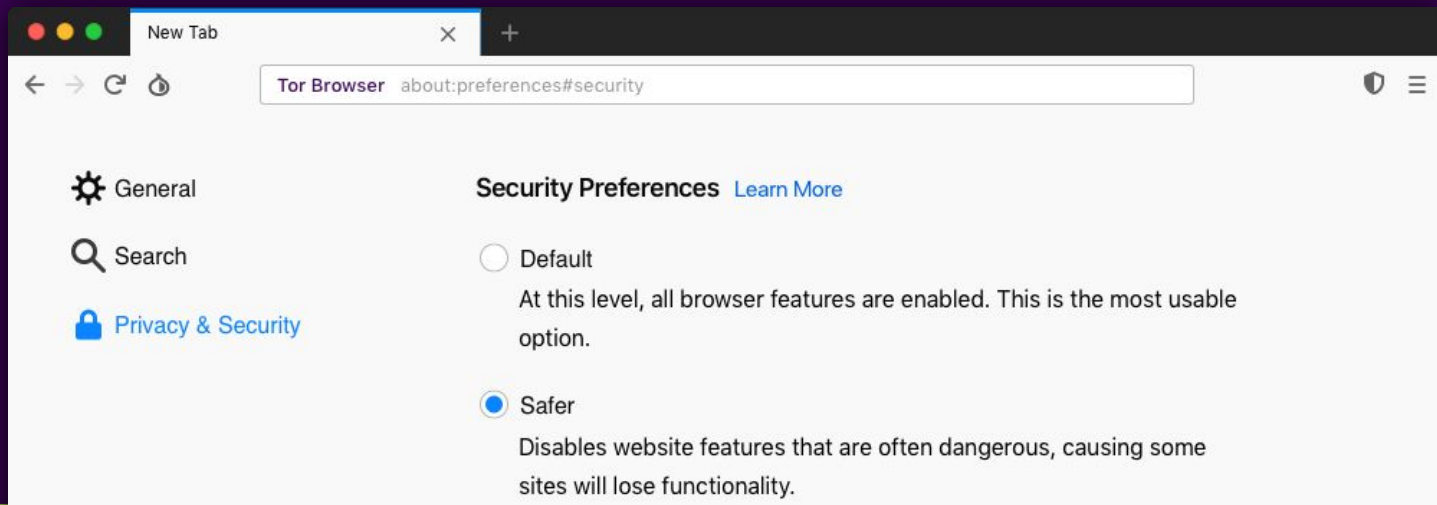 New Tab
Tor Browser about:preferences#security
General
Security Preferences Learn More
Search
Default
At this level, all browser features are enabled. This is the most usable
option.
Privacy & Security
Safer
Disables website features that are often dangerous, causing some
sites will lose functionality.